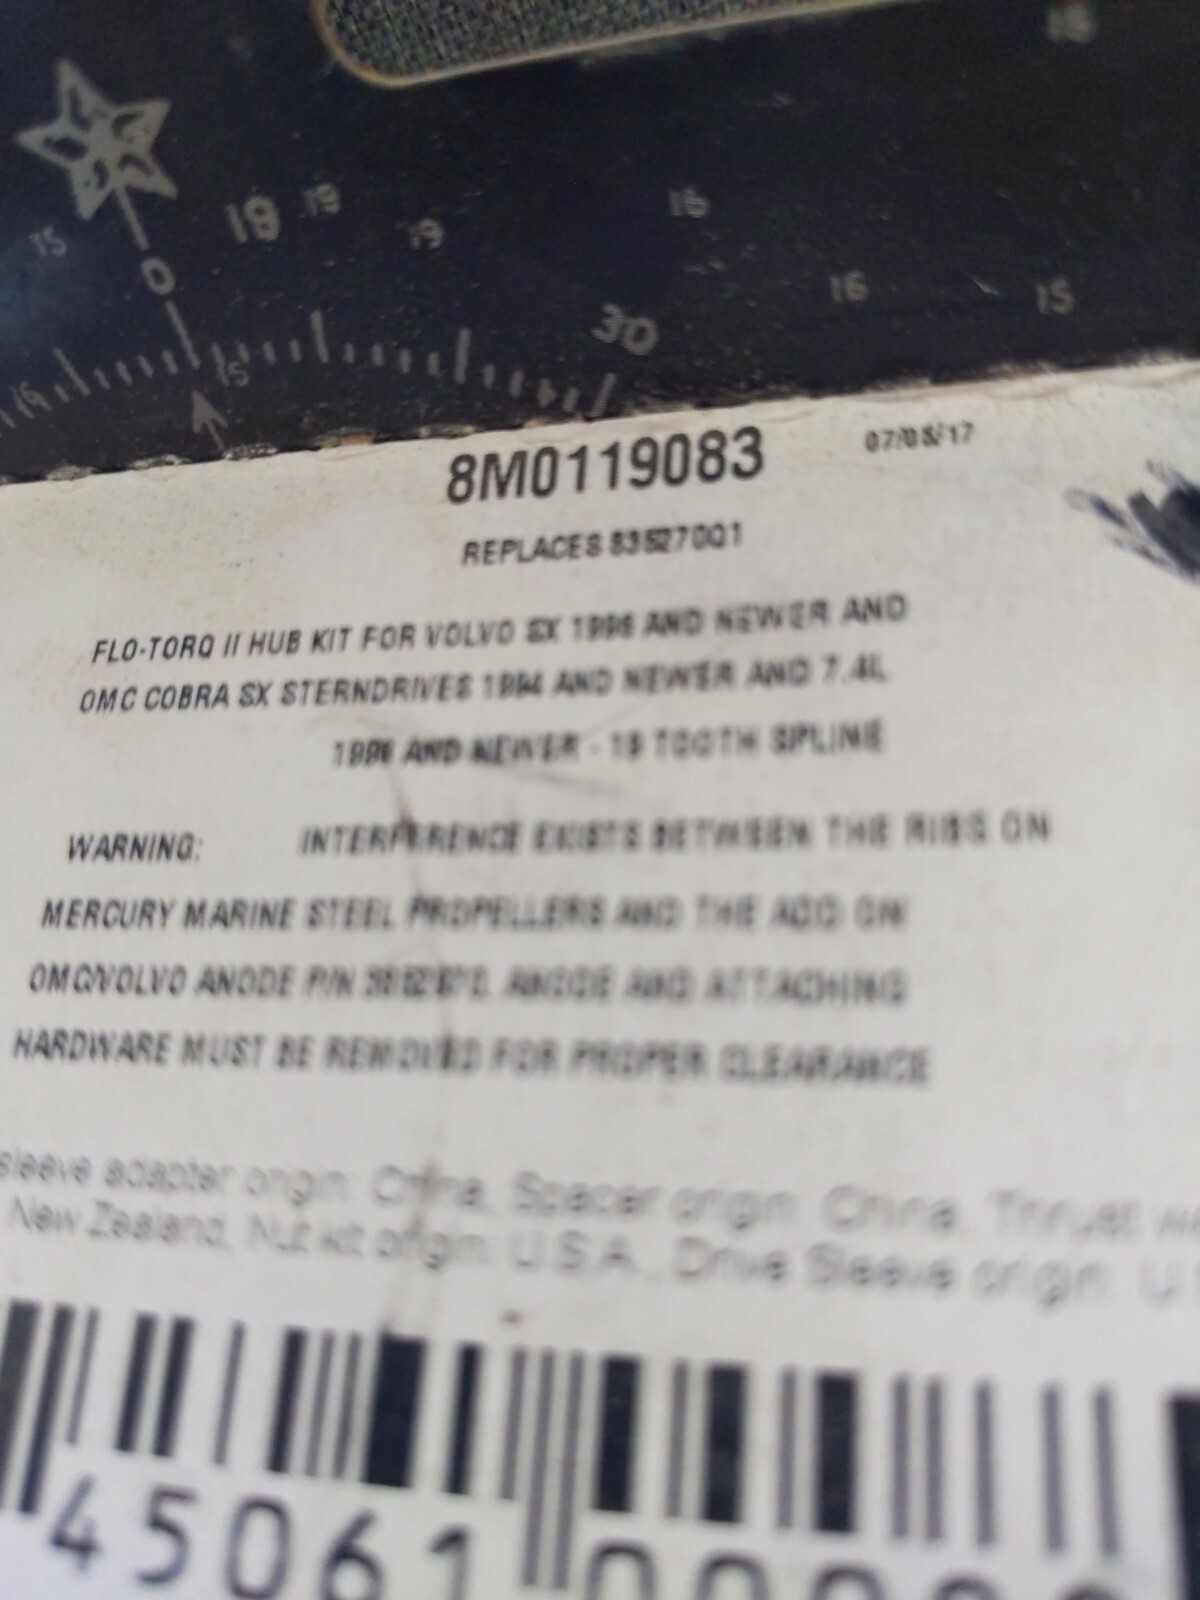 16
19 19
16
15
19
0
16
15
30
15
15
8M0119083
07/06/17
REPLACES 835270Q1
FLO-TORQ II HUB KIT FOR VOLVO SX 1996 AND NEWER AND
OMC COBRA SX STERNDRIVES 1994 AND NEWER AND 7.4L
1996 AND NEWER - 19 TOOTH SPLINE
WARNING: INTERFERENCE EXISTS BETWEEN THE RIBS ON
MERCURY MARINE STEEL PROPELLERS AND THE ADD ON
OMC/VOLVO ANODE P/N ANODE AND ATTACHING
HARDWARE MUST BE REMOVED FOR PROPER CLEARANCE
sleeve adapter origin: China, Spacer origin: China, Thrust
New Zealand, Nut kit origin: U.S.A., Drive Sleeve origin: U.S
45061